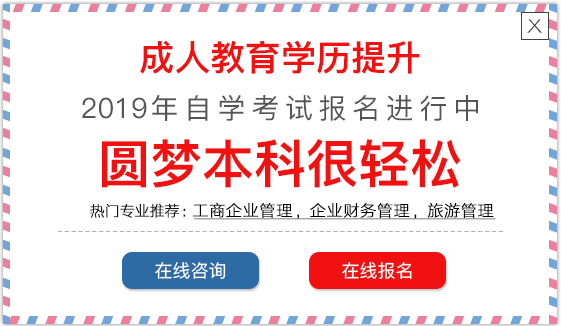 X
成人教育学历提升
2019年自学考试报名进行中
圆梦本科很轻松
热门专业推荐：工商企业管理，企业财务管理，旅游管理
在线咨询 在线报名